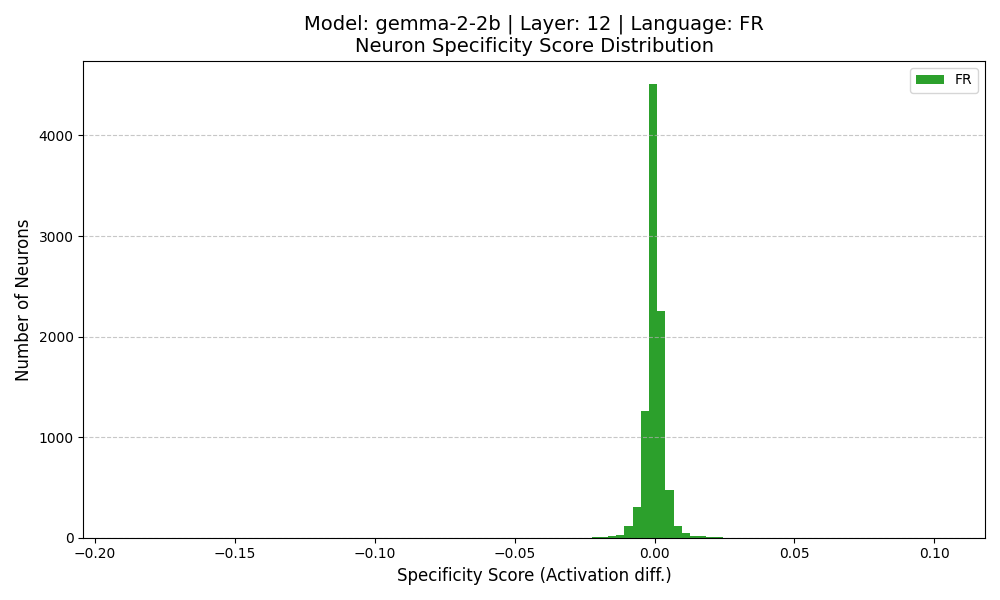 Model: gemma-2-2b | Layer: 12 | Language: FR
Neuron Specificity Score Distribution
FR
Number of Neurons
4000
3000
2000
1000
0
−0.20
−0.15
−0.10
−0.05
0.00
0.05
0.10
Specificity Score (Activation diff.)